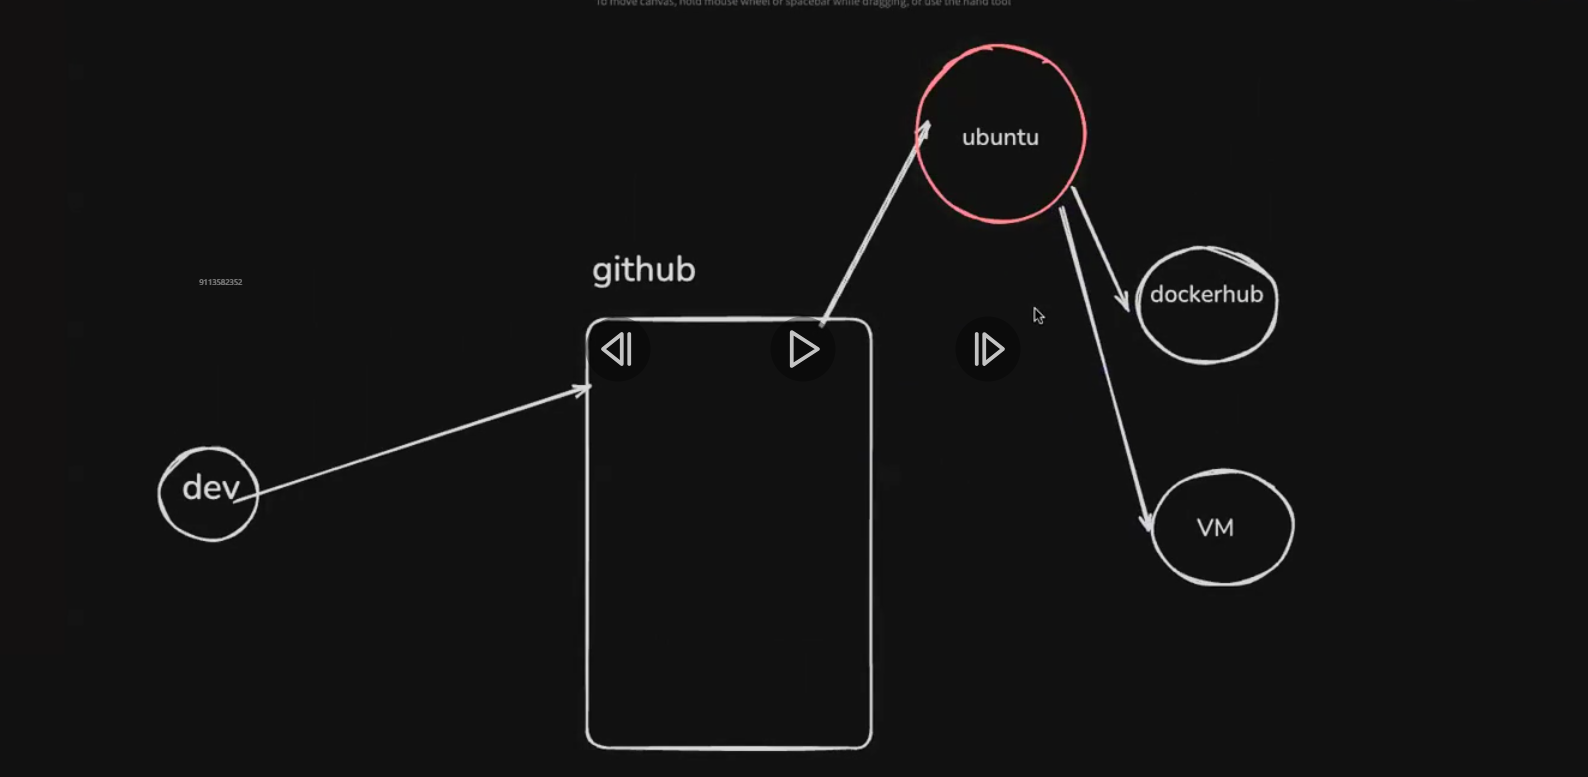 To move canvas, hold mouse wheel or spacebar while dragging, or use the hand tool
ubuntu
github
9113582352
dockerhub
dev
VM